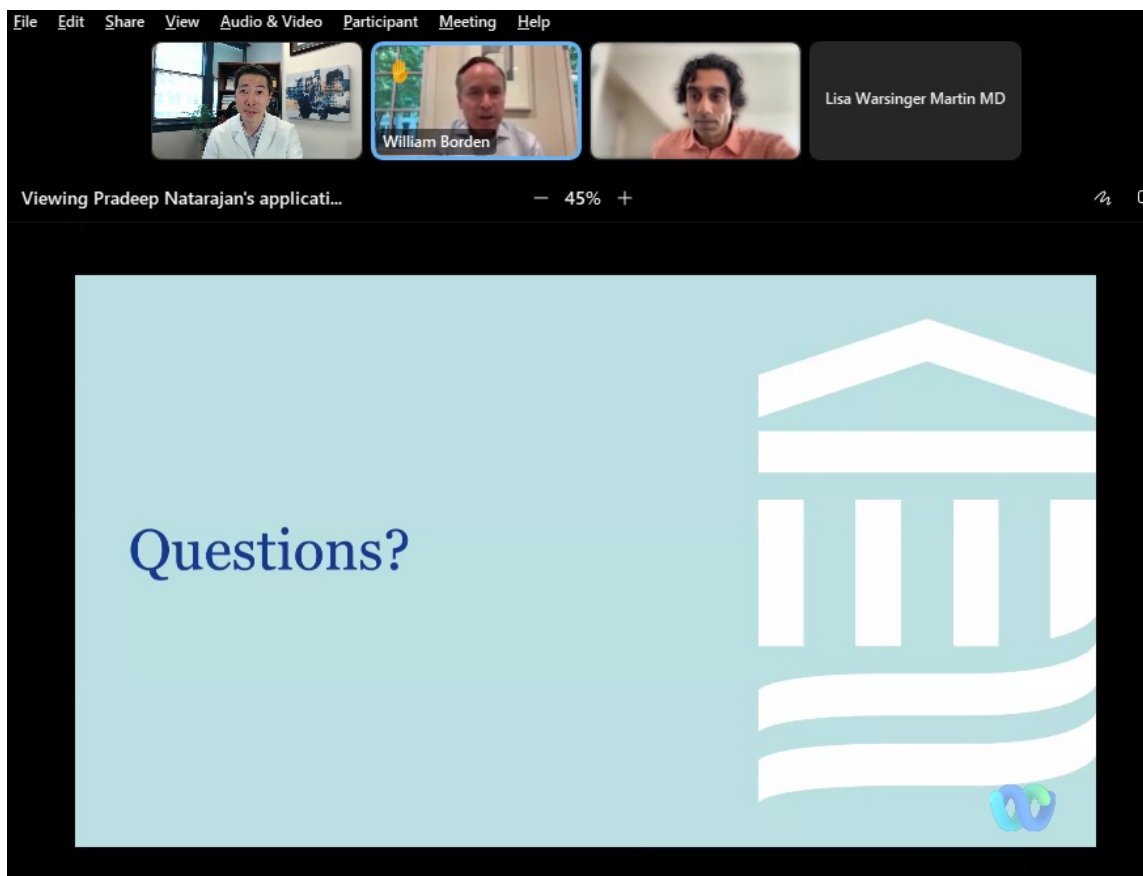 File Edit Share View Audio & Video Participant Meeting Help
William Borden
Lisa Warsinger Martin MD
Viewing Pradeep Natarajan's applicati...
45%
Questions?